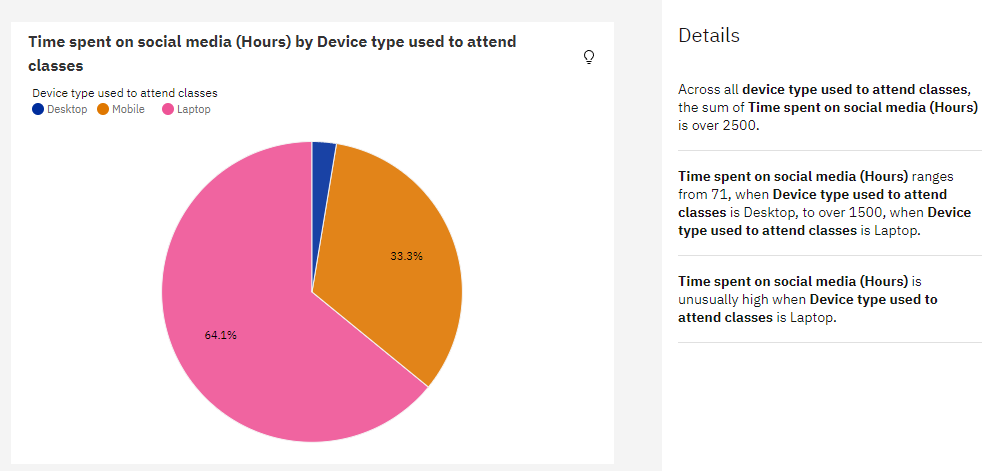 Time spent on social media (Hours) by Device type used to attend
classes
Device type used to attend classes
Desktop Mobile Laptop
33.3%
64.1%
Details
Across all device type used to attend classes,
the sum of Time spent on social media (Hours)
is over 2500.
Time spent on social media (Hours) ranges
from 71, when Device type used to attend
classes is Desktop, to over 1500, when Device
type used to attend classes is Laptop.
Time spent on social media (Hours) is
unusually high when Device type used to
attend classes is Laptop.